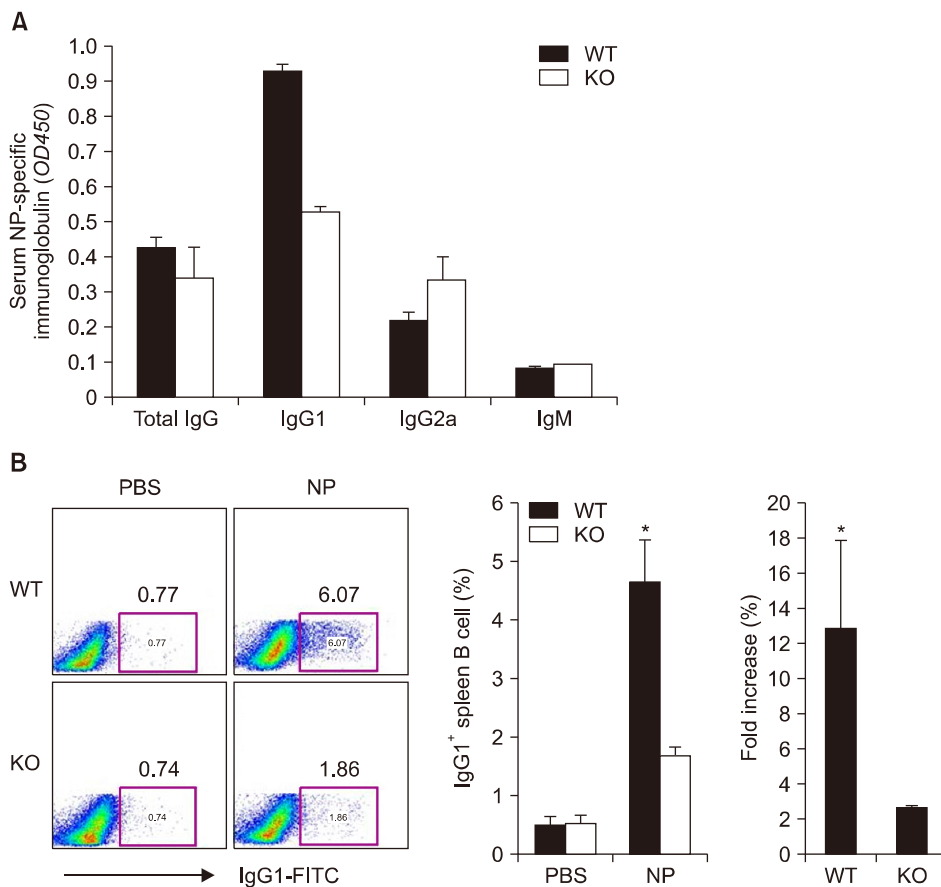 A
WT
KO
Serum NP-specific
immunoglobulin (OD450)
1.0
0.9
0.8
0.7
0.6
0.5
0.4
0.3
0.2
0.1
0
Total IgG IgG1 IgG2a IgM
B
PBS NP
WT
0.77 6.07
0.77 6.07
KO
0.74 1.86
0.74 1.86
IgG1-FITC
IgG1+ spleen B cell (%)
6
5
4
3
2
1
0
WT
KO
*
PBS NP
Fold increase (%)
20
18
16
14
12
10
8
6
4
2
0
*
WT KO